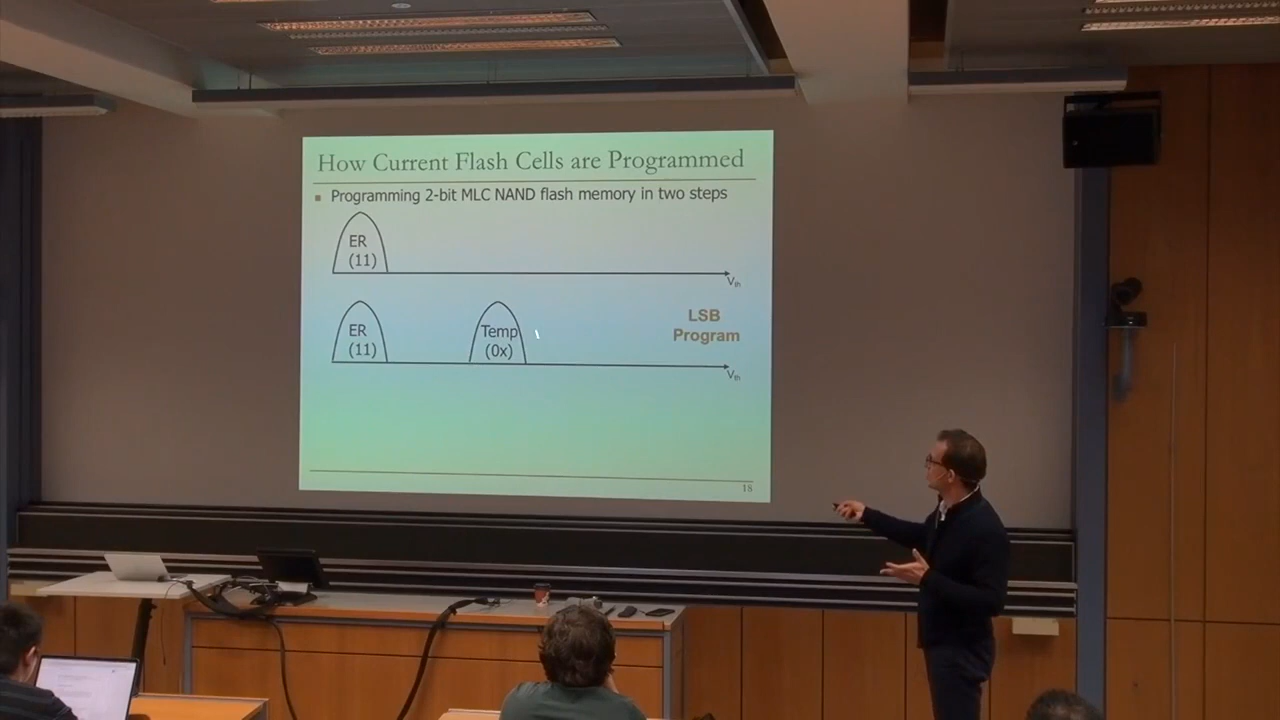 How Current Flash Cells are Programmed
Programming 2-bit MLC NAND flash memory in two steps
ER
(11)
Vth
ER
(11)
Temp
(0x)
LSB
Program
Vth
18